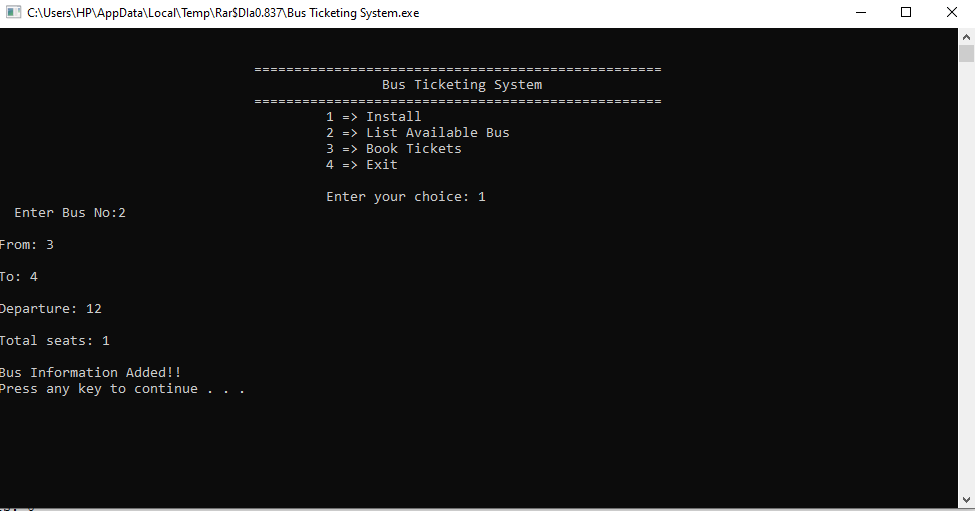 C:\Users\HP\AppData\Local\Temp\Rar$DIa0.837\Bus Ticketing System.exe
===================================================
Bus Ticketing System
===================================================
1 => Install
2 => List Available Bus
3 => Book Tickets
4 => Exit
Enter your choice: 1
Enter Bus No:2
From: 3
To: 4
Departure: 12
Total seats: 1
Bus Information Added!!
Press any key to continue . . .